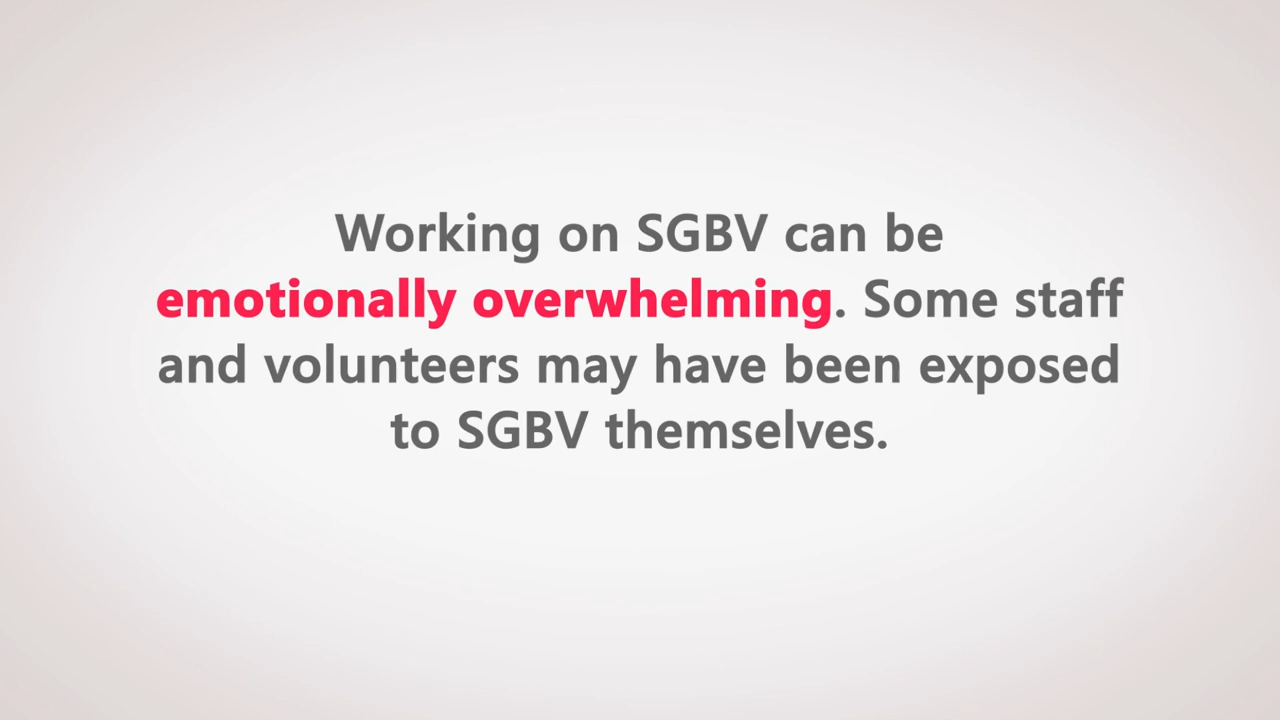 Working on SGBV can be
emotionally overwhelming. Some staff
and volunteers may have been exposed
to SGBV themselves.